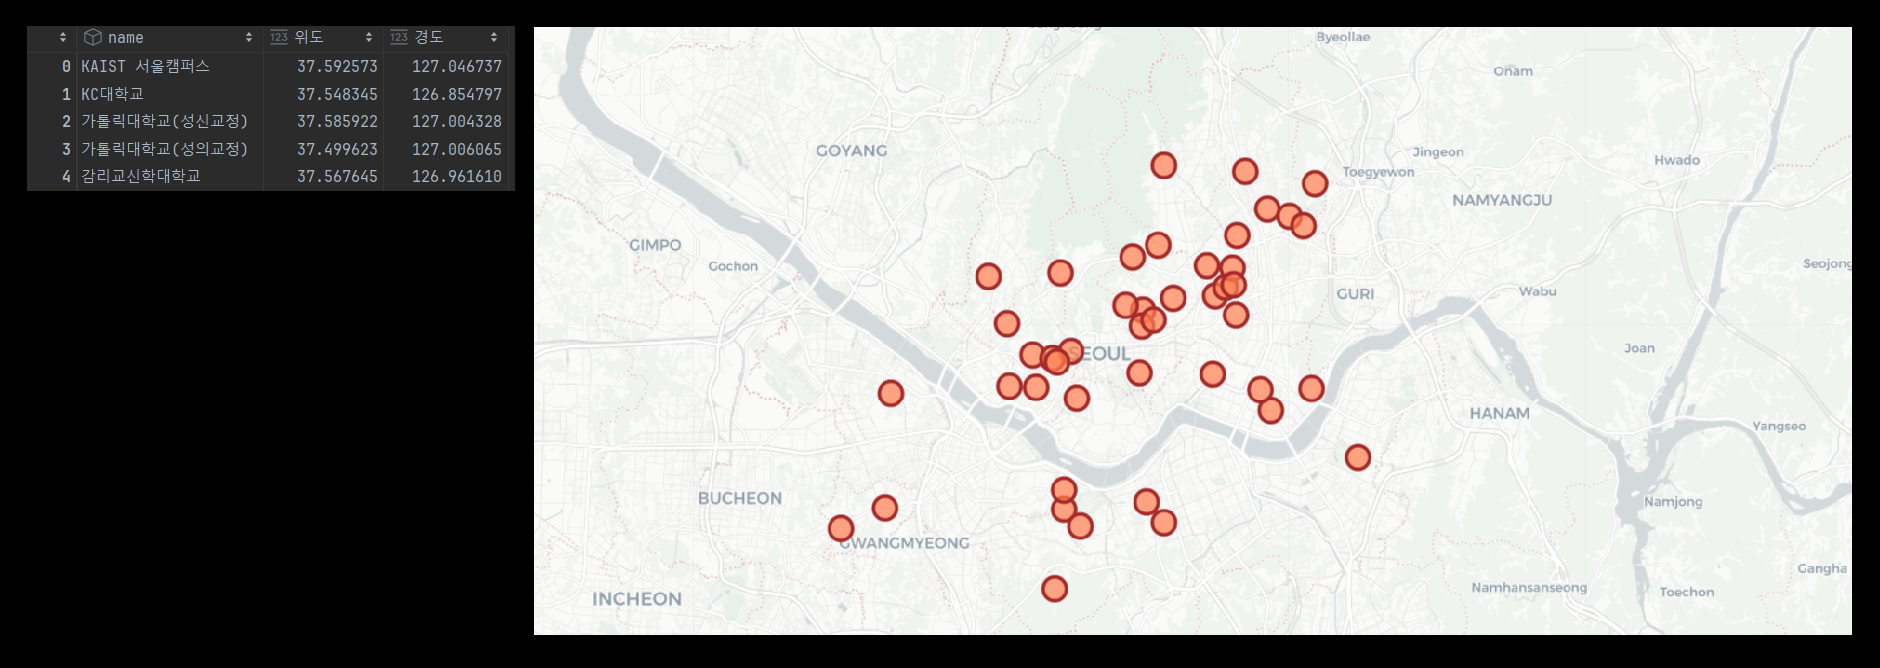 name 123 위도 123 경도
0 KAIST 서울캠퍼스 37.592573 127.046737
1 KC대학교 37.548345 126.854797
2 가톨릭대학교(성신교정) 37.585922 127.004328
3 가톨릭대학교(성의교정) 37.499623 127.006065
4 감리교신학대학교 37.567645 126.961610
Byeollae
Onam
GOYANG
Jingeon
Hwado
Toegyewon
NAMYANGJU
GIMPO
Gochon
Seojong
GURI
Wabu
SEOUL
Joan
HANAM
Yangseo
BUCHEON
Namjong
GWANGMYEONG
Gangha
Namhansanseong
Toechon
INCHEON